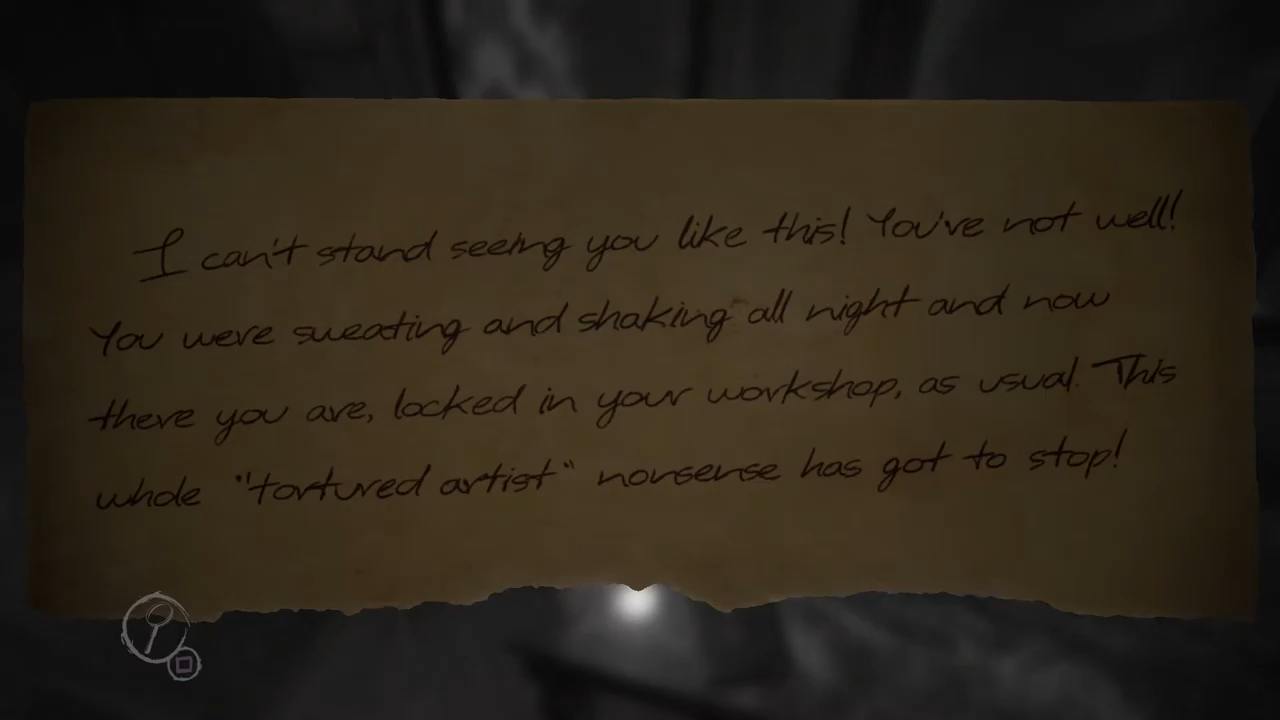 I can't stand seeing you like this! You've not well!
You were sweating and shaking all night and now
there you are, locked in your workshop, as usual. This
whole "tortured artist" nonsense has got to stop!